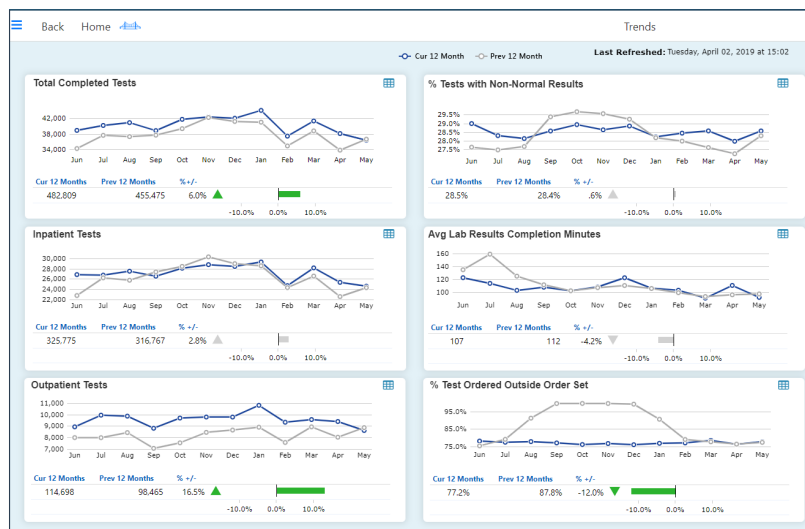 Back Home Trends
Cur 12 Month Prev 12 Month Last Refreshed: Tuesday, April 02, 2019 at 15:02
Total Completed Tests
42,000
38,000
34,000
Jun Jul Aug Sep Oct Nov Dec Jan Feb Mar Apr May
Cur 12 Months Prev 12 Months % +/-
482,809 455,475 6.0%
-10.0% 0.0% 10.0%
% Tests with Non-Normal Results
29.5%
28.5%
28.5%
27.5%
Jun Jul Aug Sep Oct Nov Dec Jan Feb Mar Apr May
Cur 12 Months Prev 12 Months % +/-
28.5% 28.4% .6%
-10.0% 0.0% 10.0%
Inpatient Tests
30,000
28,000
26,000
24,000
22,000
Jun Jul Aug Sep Oct Nov Dec Jan Feb Mar Apr May
Cur 12 Months Prev 12 Months % +/-
325,775 316,767 2.8%
-10.0% 0.0% 10.0%
Avg Lab Results Completion Minutes
160
140
120
100
Jun Jul Aug Sep Oct Nov Dec Jan Feb Mar Apr May
Cur 12 Months Prev 12 Months % +/-
107 112 -4.2%
-10.0% 0.0% 10.0%
Outpatient Tests
11,000
10,000
9,000
8,000
7,000
Jun Jul Aug Sep Oct Nov Dec Jan Feb Mar Apr May
Cur 12 Months Prev 12 Months % +/-
114,698 98,465 16.5%
-10.0% 0.0% 10.0%
% Test Ordered Outside Order Set
95.0%
85.0%
75.0%
Jun Jul Aug Sep Oct Nov Dec Jan Feb Mar Apr May
Cur 12 Months Prev 12 Months % +/-
77.2% 87.8% -12.0%
-10.0% 0.0% 10.0%